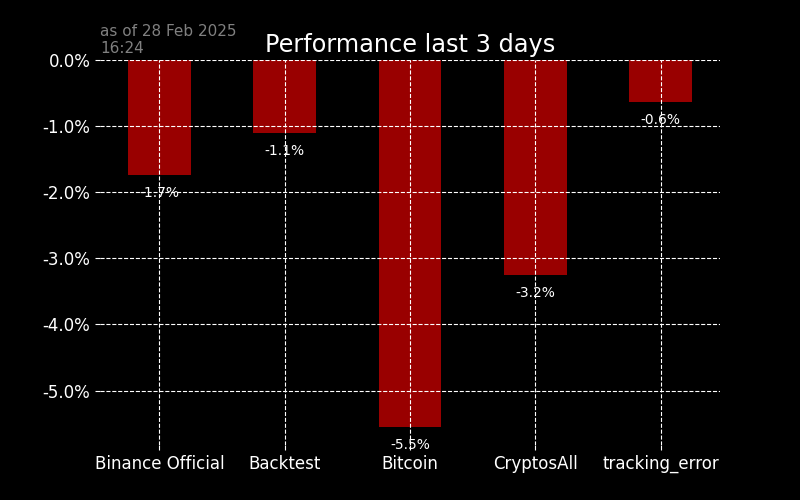 as of 28 Feb 2025
16:24
Performance last 3 days
0.0%
-1.0%
-2.0%
-3.0%
-4.0%
-5.0%
-1.7%
-1.1%
-5.5%
-3.2%
-0.6%
Binance Official
Backtest
Bitcoin
CryptosAll
tracking_error